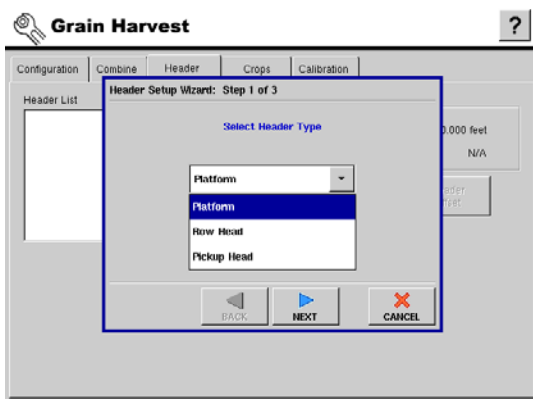 Grain Harvest
?
Configuration
Combine
Header
Crops
Calibration
Header List
Header Setup Wizard: Step 1 of 3
Select Header Type
Platform
Platform
Row Head
Pickup Head
BACK
NEXT
CANCEL
0.000 feet
N/A